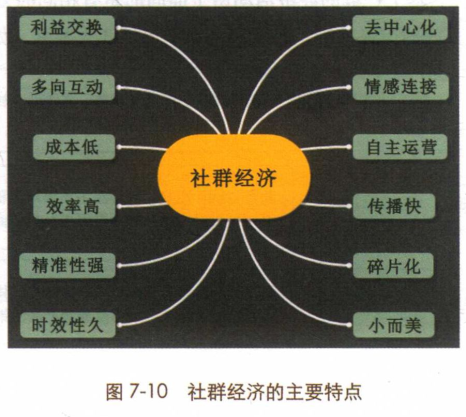 利益交换
多向互动
成本低
效率高
精准性强
时效性久
社群经济
去中心化
情感连接
自主运营
传播快
碎片化
小而美
图 7-10 社群经济的主要特点